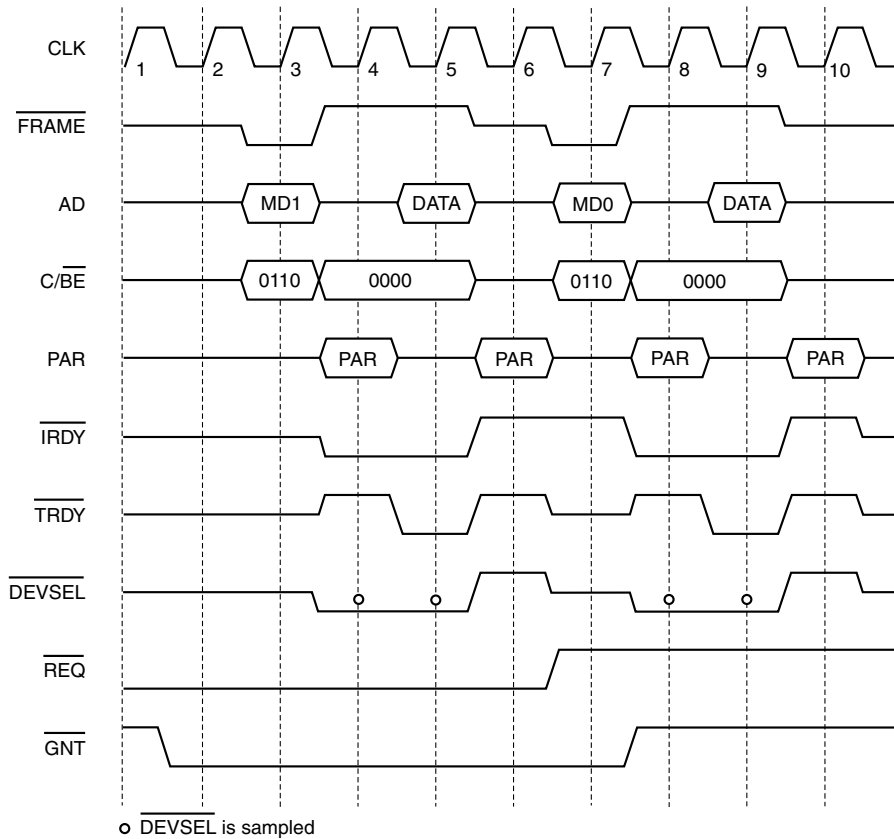 CLK
1 2 3 4 5 6 7 8 9 10
FRAME
AD
MD1 DATA MD0 DATA
C/BE
0110 0000 0110 0000
PAR
PAR PAR PAR PAR
IRDY
TRDY
DEVSEL
REQ
GNT
DEVSEL is sampled